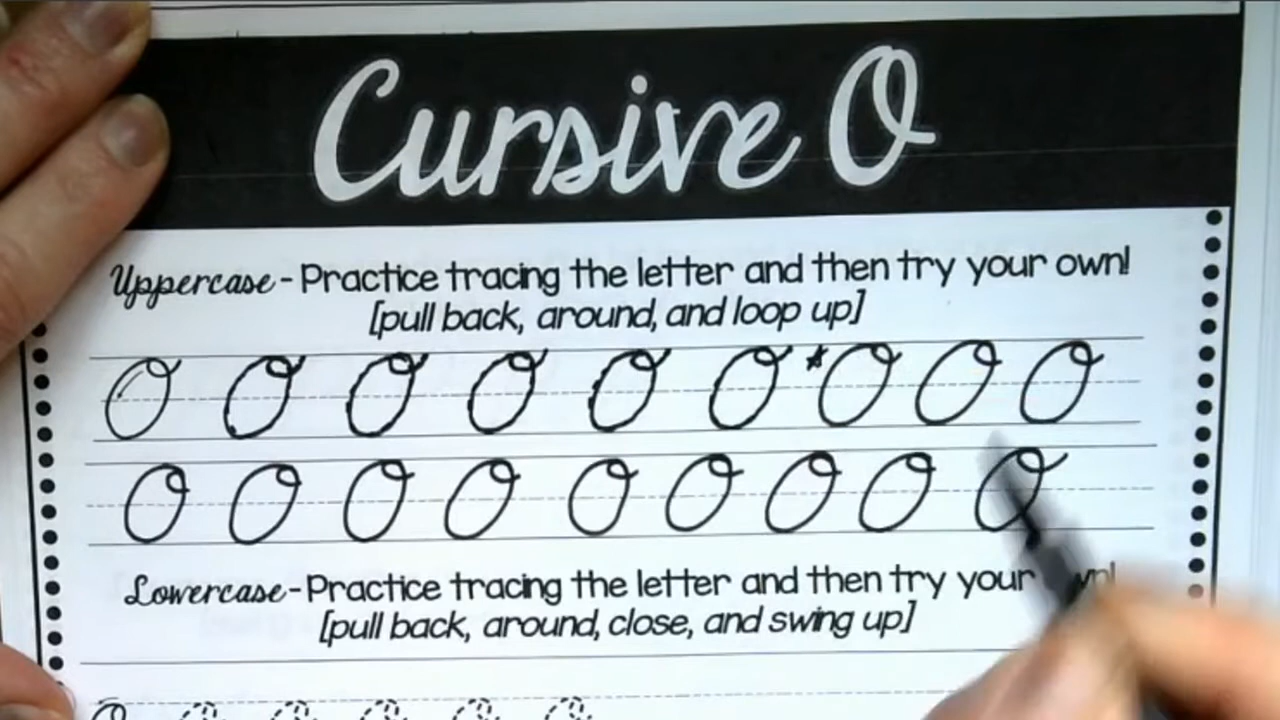 Cursive O
Uppercase - Practice tracing the letter and then try your own!
[pull back, around, and loop up]
O O O O O O * O O O
O O O O O O O O O
Lowercase - Practice tracing the letter and then try your
[pull back, around, close, and swing up]